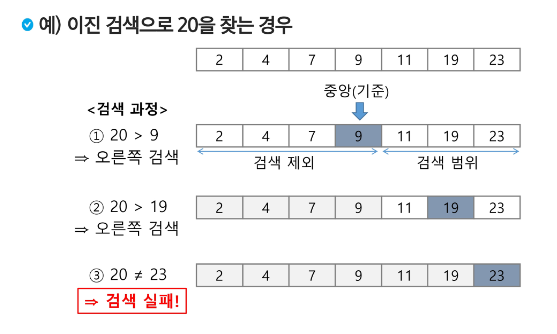 예) 이진 검색으로 20을 찾는 경우
2 4 7 9 11 19 23
중앙(기준)
<검색 과정>
① 20 > 9
⇒ 오른쪽 검색
2 4 7 9 11 19 23
검색 제외 검색 범위
② 20 > 19
⇒ 오른쪽 검색
2 4 7 9 11 19 23
③ 20 ≠ 23
⇒ 검색 실패!
2 4 7 9 11 19 23